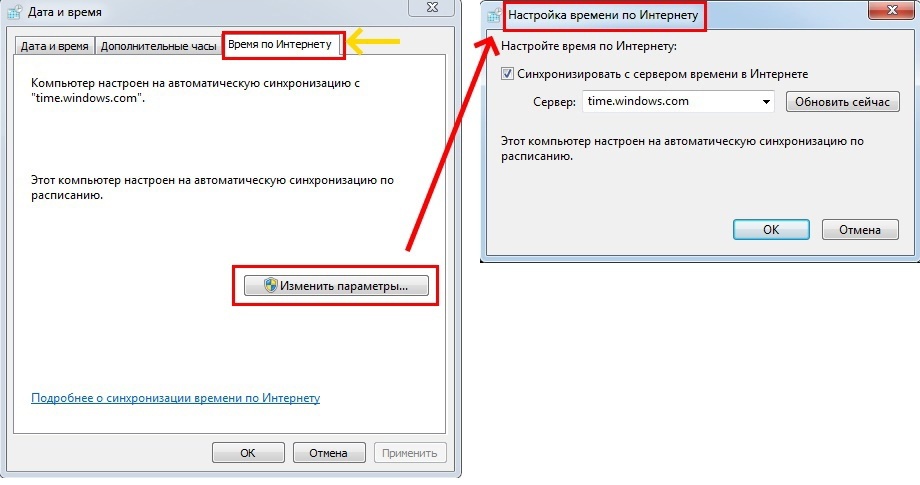 Дата и время
Дата и время
Дополнительные часы
Время по Интернету
Компьютер настроен на автоматическую синхронизацию с
"time.windows.com".
Этот компьютер настроен на автоматическую синхронизацию по
расписанию.
Изменить параметры...
Подробнее о синхронизации времени по Интернету
OK
Отмена
Применить
Настройка времени по Интернету
Настройте время по Интернету:
Синхронизировать с сервером времени в Интернете
Сервер:
time.windows.com
Обновить сейчас
Этот компьютер настроен на автоматическую синхронизацию по
расписанию.
OK
Отмена